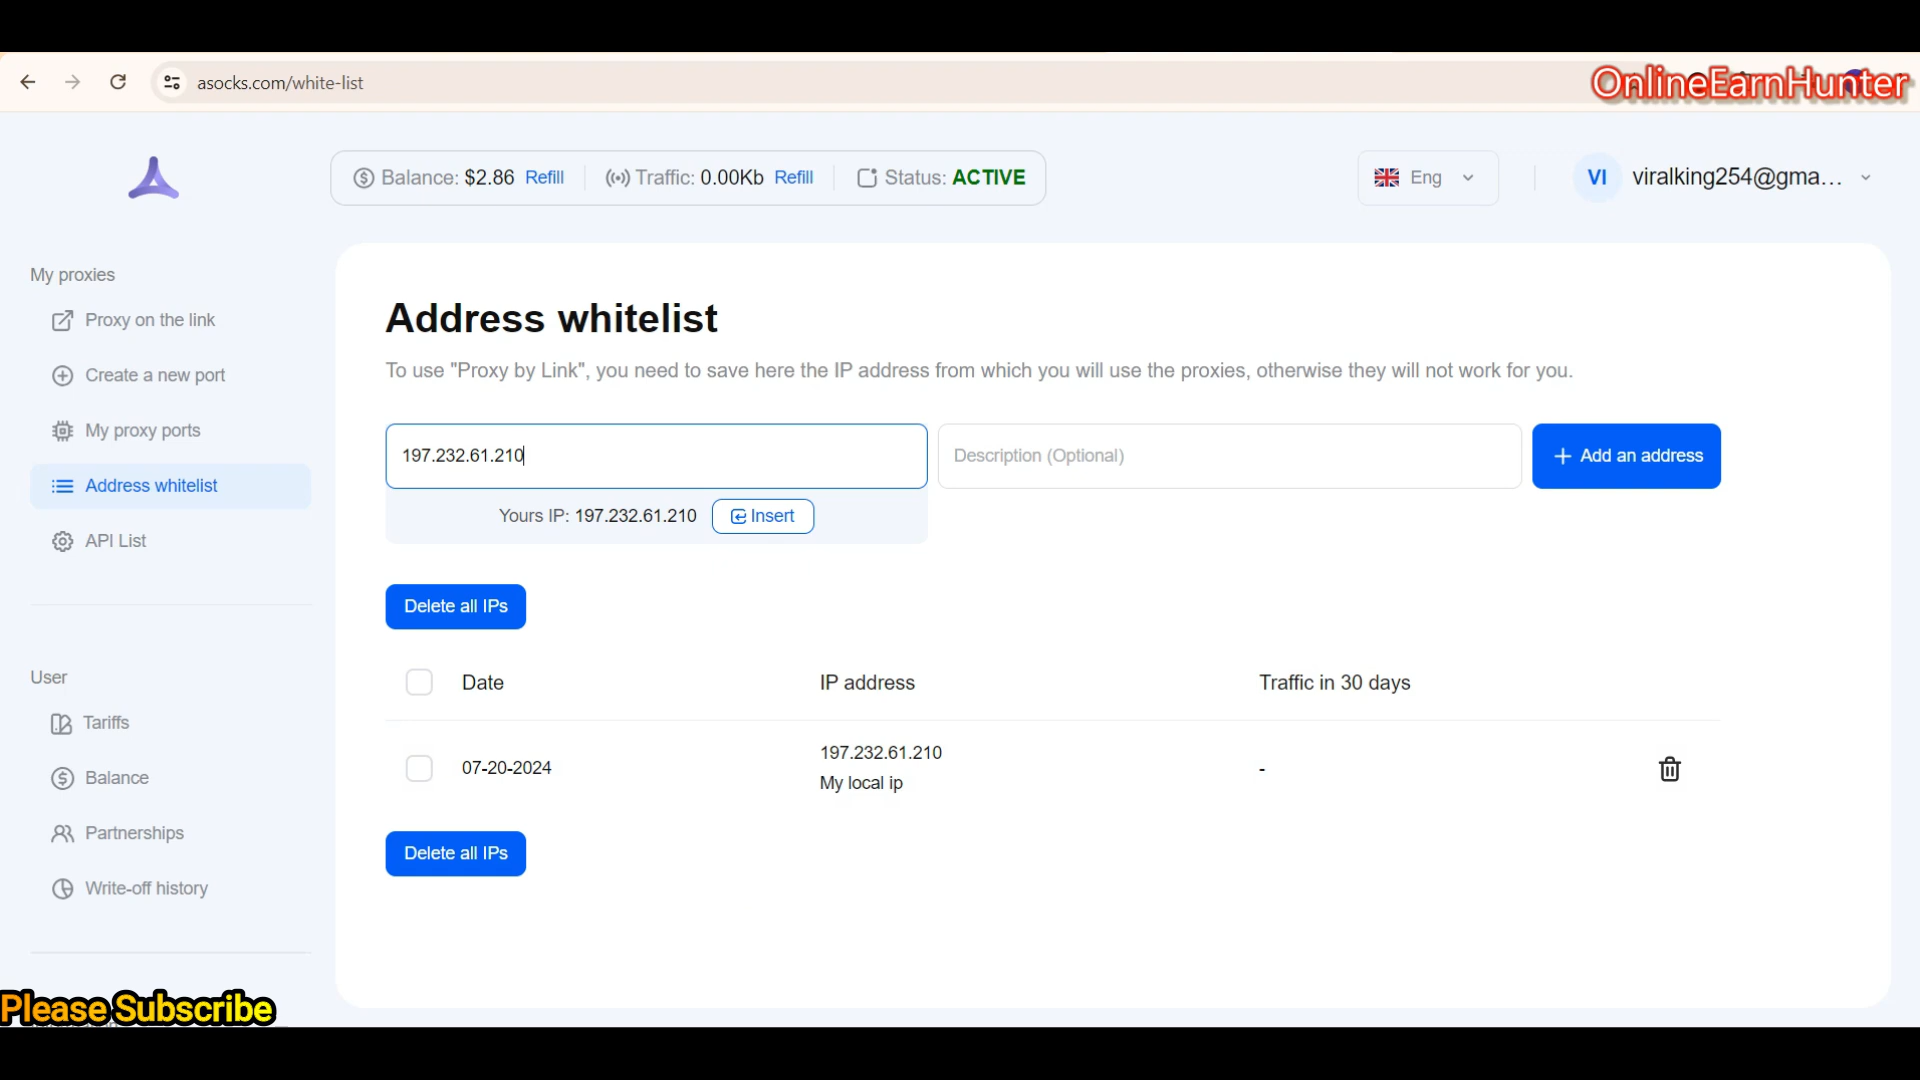 asocks.com/white-list
OnlineEarnHunter
Balance: $2.86 Refill
Traffic: 0.00Kb Refill
Status: ACTIVE
Eng
VI
viralking254@gma...
My proxies
Proxy on the link
Create a new port
My proxy ports
Address whitelist
API List
User
Tariffs
Balance
Partnerships
Write-off history
Please Subscribe
Address whitelist
To use "Proxy by Link", you need to save here the IP address from which you will use the proxies, otherwise they will not work for you.
197.232.61.210
Description (Optional)
+ Add an address
Yours IP: 197.232.61.210 Insert
Delete all IPs
Date IP address Traffic in 30 days
07-20-2024 197.232.61.210 -
My local ip
Delete all IPs